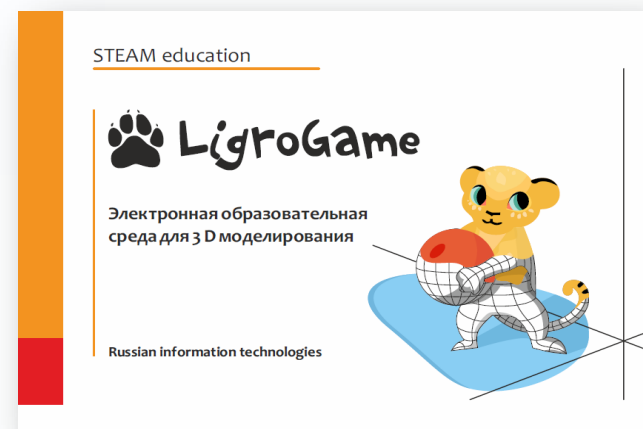 STEAM education
LigroGame
Электронная образовательная
среда для 3 D моделирования
Russian information technologies